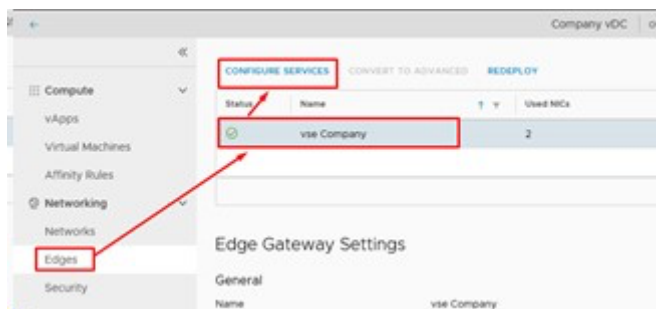 Company vDC
CONFIGURE SERVICES CONVERT TO ADVANCED REDEPLOY
Compute
Status Name Used NICs
vApps
vse Company 2
Virtual Machines
Affinity Rules
Networking
Networks
Edge Gateway Settings
Edges
General
Security
Name vse Company